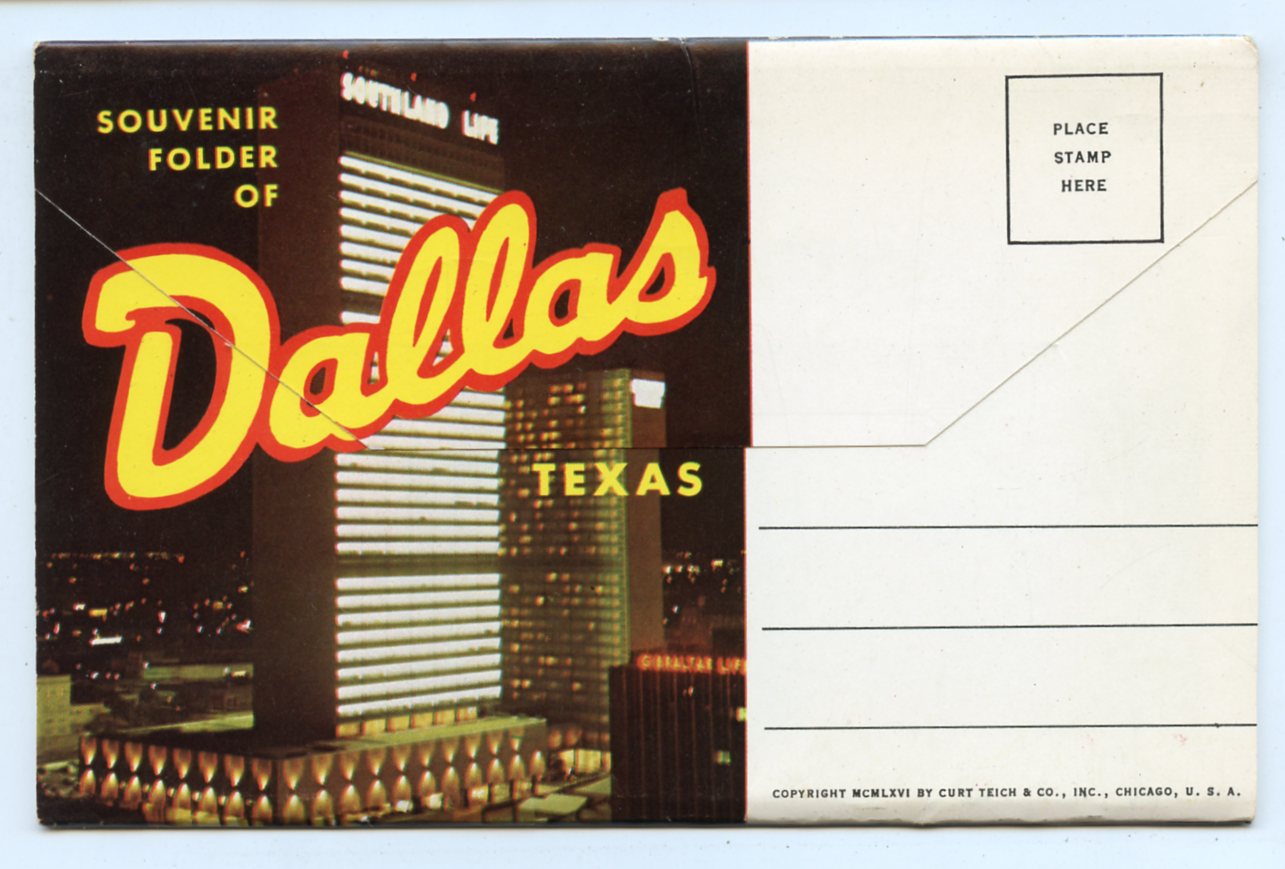 SOUVENIR
FOLDER
OF
Dallas
TEXAS
SOUTHLAND LIFE
GIBRALTAR LIFE
PLACE
STAMP
HERE
COPYRIGHT MCMLXVI BY CURT TEICH & CO., INC., CHICAGO, U. S. A.